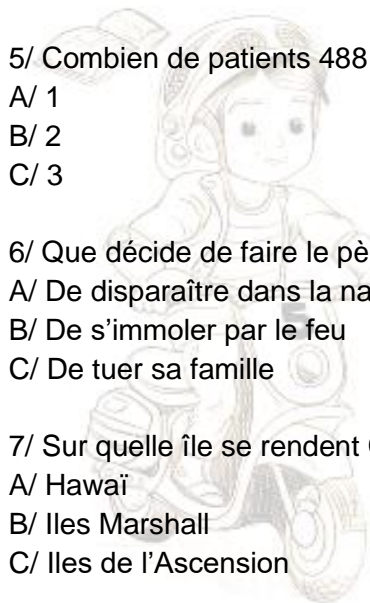 5/ Combien de patients 488
A/ 1
B/ 2
C/ 3
6/ Que décide de faire le pè
A/ De disparaître dans la na
B/ De s'immoler par le feu
C/ De tuer sa famille
7/ Sur quelle île se rendent
A/ Hawaï
B/ Iles Marshall
C/ Iles de l'Ascension